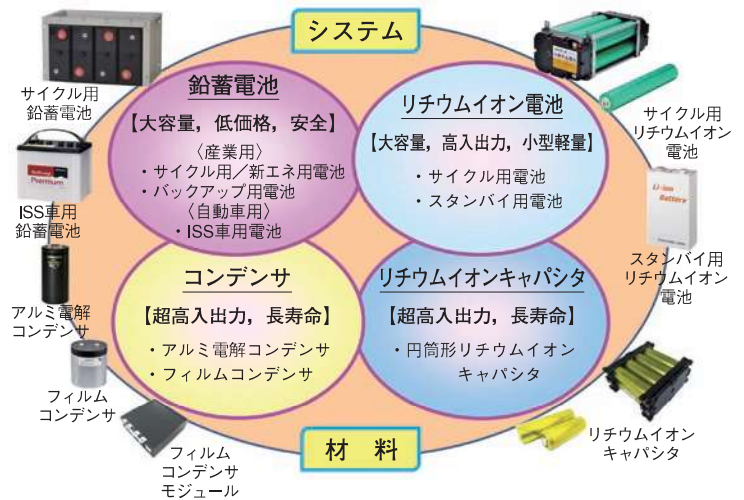 システム
サイクル用
鉛蓄電池
ISS車用
鉛蓄電池
アルミ電解
コンデンサ
フィルム
コンデンサ
フィルム
コンデンサ
モジュール
鉛蓄電池
【大容量，低価格，安全】
〈産業用〉
・サイクル用／新エネ用電池
・バックアップ用電池
〈自動車用〉
・ISS車用電池
リチウムイオン電池
【大容量，高入出力，小型軽量】
・サイクル用電池
・スタンバイ用電池
コンデンサ
【超高入出力，長寿命】
・アルミ電解コンデンサ
・フィルムコンデンサ
リチウムイオンキャパシタ
【超高入出力，長寿命】
・円筒形リチウムイオン
キャパシタ
サイクル用
リチウムイオン
電池
Li-ion
Battery
スタンバイ用
リチウムイオン
電池
リチウムイオン
キャパシタ
材　料
Premium